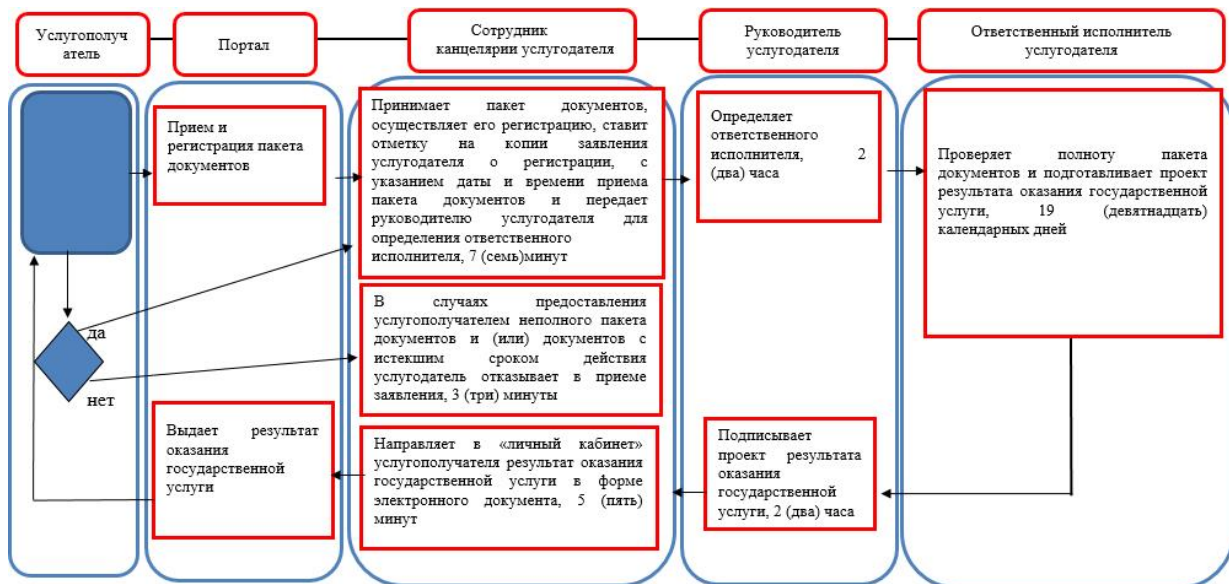 Услугополуч
атель
Портал
Сотрудник
канцелярии услугодателя
Руководитель
услугодателя
Ответственный исполнитель
услугодателя
Прием и
регистрация пакета
документов
Принимает пакет документов,
осуществляет его регистрацию, ставит
отметку на копии заявления
услугодателя о регистрации, с
указанием даты и времени приема
пакета документов и передает
руководителю услугодателя для
определения ответственного
исполнителя, 7 (семь)минут
Определяет
ответственного
исполнителя, 2
(два) часа
Проверяет полноту пакета
документов и подготавливает проект
результата оказания государственной
услуги, 19 (девятнадцать)
календарных дней
да
нет
В случаях предоставления
услугополучателем неполного пакета
документов и (или) документов с
истекшим сроком действия
услугодатель отказывает в приеме
заявления, 3 (три) минуты
Выдает результат
оказания
государственной
услуги
Направляет в «личный кабинет»
услугополучателя результат оказания
государственной услуги в форме
электронного документа, 5 (пять)
минут
Подписывает
проект результата
оказания
государственной
услуги, 2 (два) часа